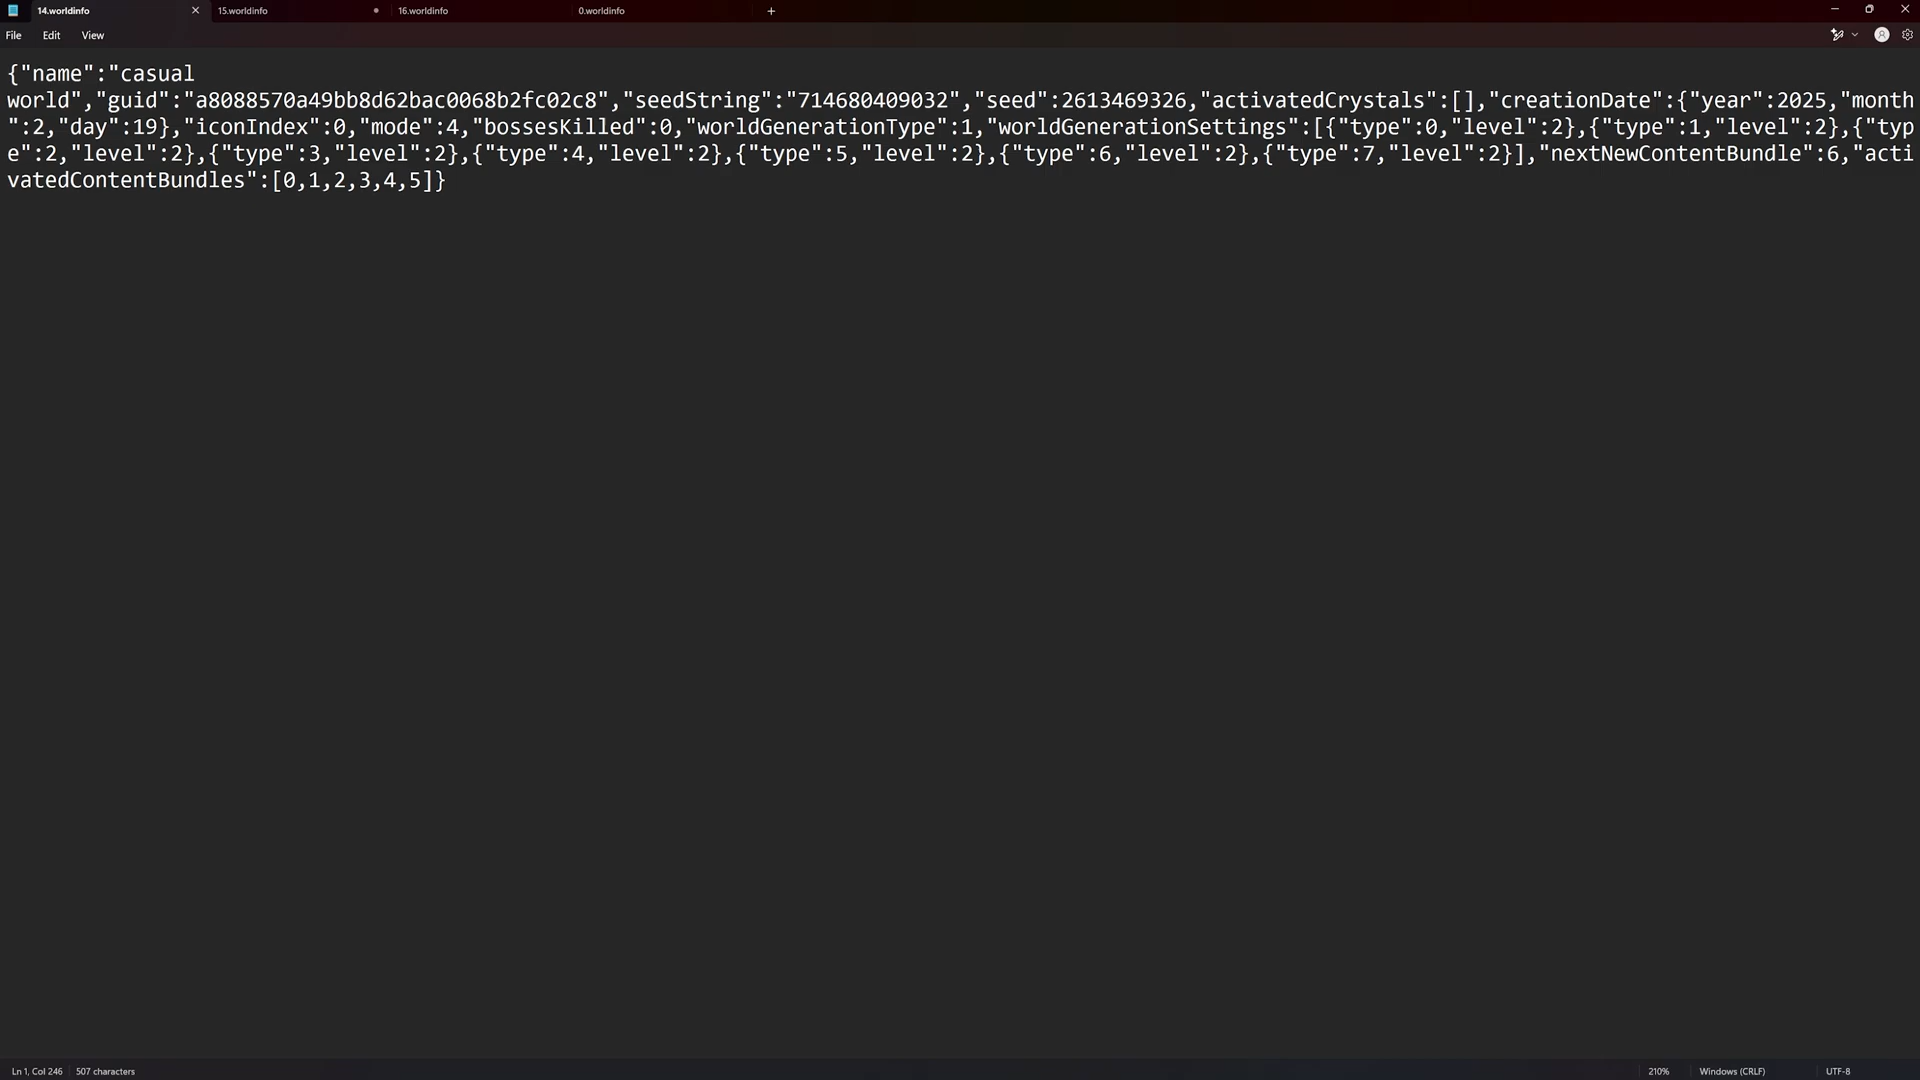 14.worldinfo
15.worldinfo
16.worldinfo
0.worldinfo
File Edit View
{"name":"casual
world","guid":"a8088570a49bb8d62bac0068b2fc02c8","seedString":"714680409032","seed":2613469326,"activatedCrystals":[],"creationDate":{"year":2025,"month
":2,"day":19},"iconIndex":0,"mode":4,"bossesKilled":0,"worldGenerationType":1,"worldGenerationSettings":[{"type":0,"level":2},{"type":1,"level":2},{"typ
e":2,"level":2},{"type":3,"level":2},{"type":4,"level":2},{"type":5,"level":2},{"type":6,"level":2},{"type":7,"level":2}],"nextNewContentBundle":6,"acti
vatedContentBundles":[0,1,2,3,4,5]}
Ln 1, Col 246 507 characters 210% Windows (CRLF) UTF-8